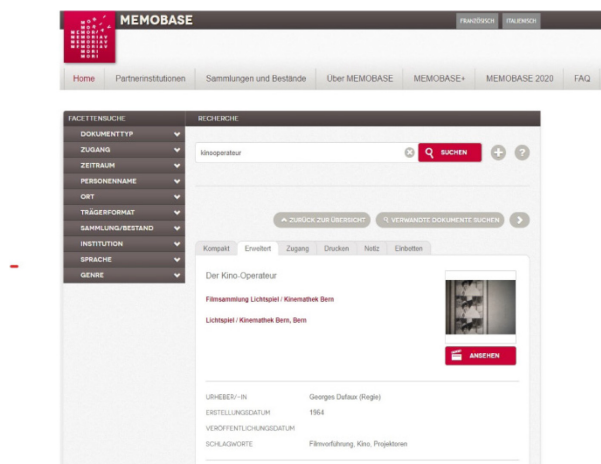 MEMOBASE
FRANZÖSISCH ITALIENISCH
Home Partnerinstitutionen Sammlungen und Bestände Über MEMOBASE MEMOBASE+ MEMOBASE 2020 FAQ
FACETTENSUCHE
DOKUMENTTYP
ZUGANG
ZEITRAUM
PERSONENNAME
ORT
TRÄGERFORMAT
SAMMLUNG/BESTAND
INSTITUTION
SPRACHE
GENRE
RECHERCHE
kinooperateur
SUCHEN
+ ?
ZURÜCK ZUR ÜBERSICHT VERWANDTE DOKUMENTE SUCHEN
Kompakt Erweitert Zugang Drucken Notiz Einbetten
Der Kino-Operateur
Filmsammlung Lichtspiel / Kinemathek Bern
Lichtspiel / Kinemathek Bern, Bern
ANSEHEN
URHEBER/-IN Georges Dufaux (Regie)
ERSTELLUNGSDATUM 1964
VERÖFFENTLICHUNGSDATUM
SCHLAGWORTE Filmvorführung, Kino, Projektoren